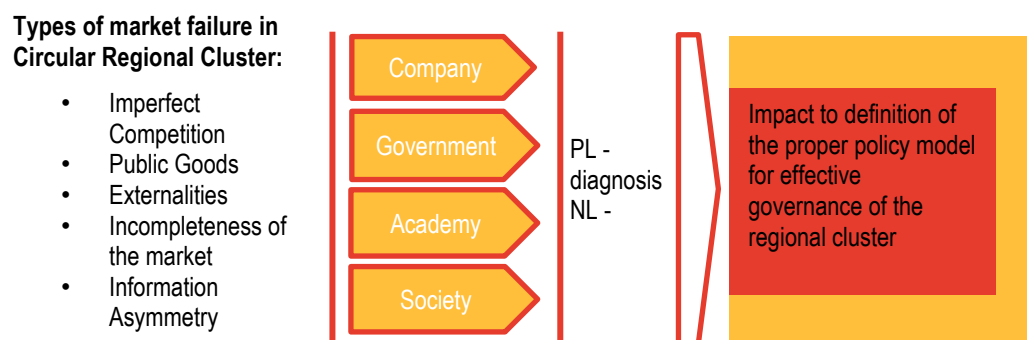 Types of market failure in
Circular Regional Cluster:
• Imperfect
Competition
• Public Goods
• Externalities
• Incompleteness of
the market
• Information
Asymmetry
Company
Government
Academy
Society
PL -
diagnosis
NL -
Impact to definition of
the proper policy model
for effective
governance of the
regional cluster